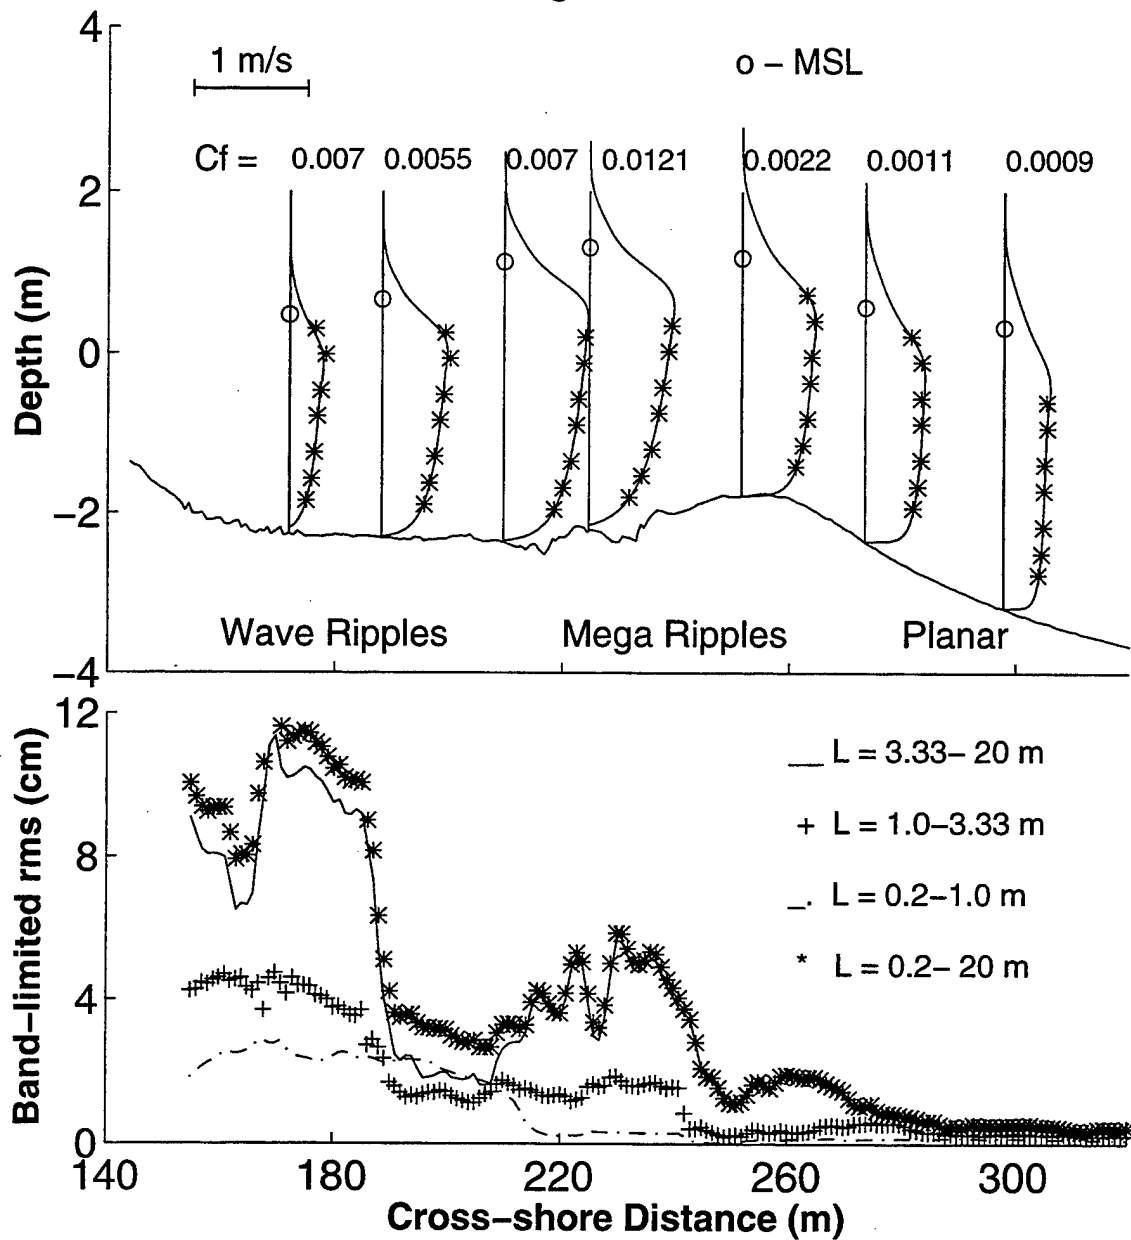 4
1 m/s
o – MSL
Cf = 0.007 0.0055 0.007 0.0121 0.0022 0.0011 0.0009
2
0
−2
−4
Depth (m)
Wave Ripples Mega Ripples Planar
12
8
4
0
Band−limited rms (cm)
__ L = 3.33− 20 m
+ L = 1.0−3.33 m
_. L = 0.2−1.0 m
* L = 0.2− 20 m
140 180 220 260 300
Cross−shore Distance (m)